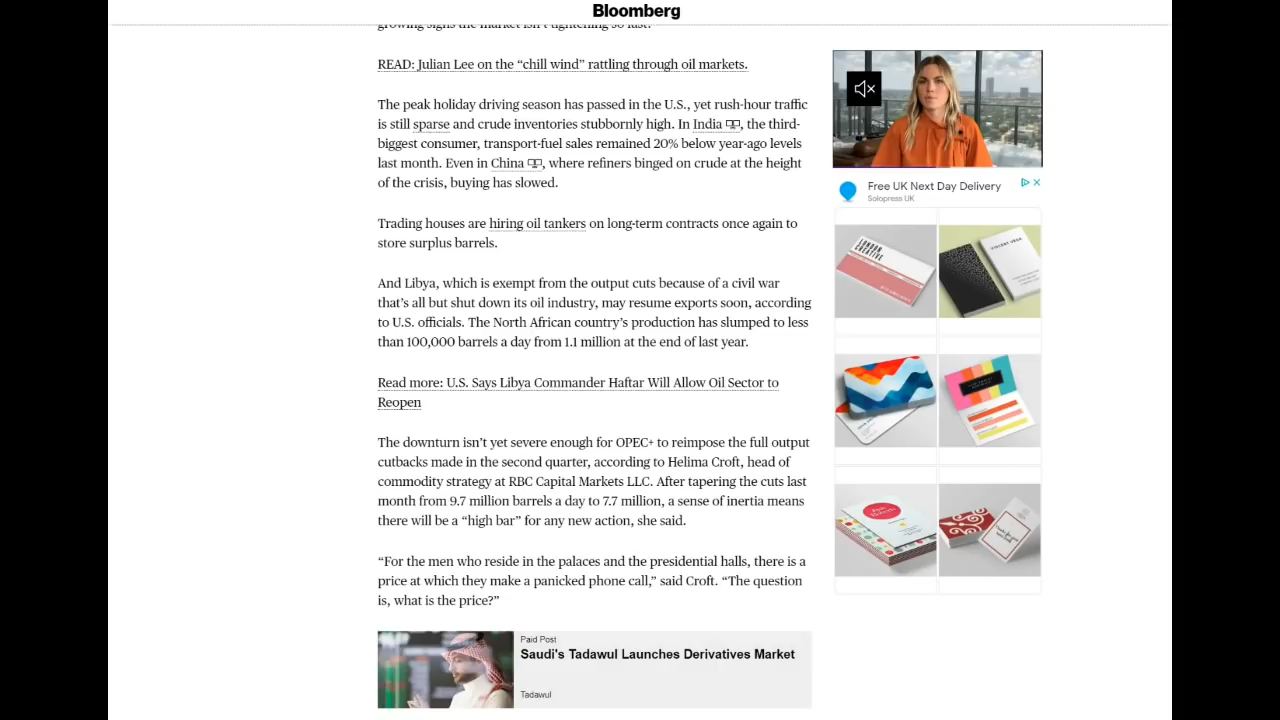 Bloomberg
growing signs the market isn't tightening so fast.
READ: Julian Lee on the “chill wind” rattling through oil markets.
The peak holiday driving season has passed in the U.S., yet rush-hour traffic
is still sparse and crude inventories stubbornly high. In India, the third-
biggest consumer, transport-fuel sales remained 20% below year-ago levels
last month. Even in China, where refiners binged on crude at the height
of the crisis, buying has slowed.
Trading houses are hiring oil tankers on long-term contracts once again to
store surplus barrels.
And Libya, which is exempt from the output cuts because of a civil war
that’s all but shut down its oil industry, may resume exports soon, according
to U.S. officials. The North African country’s production has slumped to less
than 100,000 barrels a day from 1.1 million at the end of last year.
Read more: U.S. Says Libya Commander Haftar Will Allow Oil Sector to
Reopen
The downturn isn’t yet severe enough for OPEC+ to reimpose the full output
cutbacks made in the second quarter, according to Helima Croft, head of
commodity strategy at RBC Capital Markets LLC. After tapering the cuts last
month from 9.7 million barrels a day to 7.7 million, a sense of inertia means
there will be a “high bar” for any new action, she said.
“For the men who reside in the palaces and the presidential halls, there is a
price at which they make a panicked phone call,” said Croft. “The question
is, what is the price?”
Paid Post
Saudi's Tadawul Launches Derivatives Market
Tadawul
Free UK Next Day Delivery
Solopress UK
LONDON
CREATIVE
VINCENT VEGA